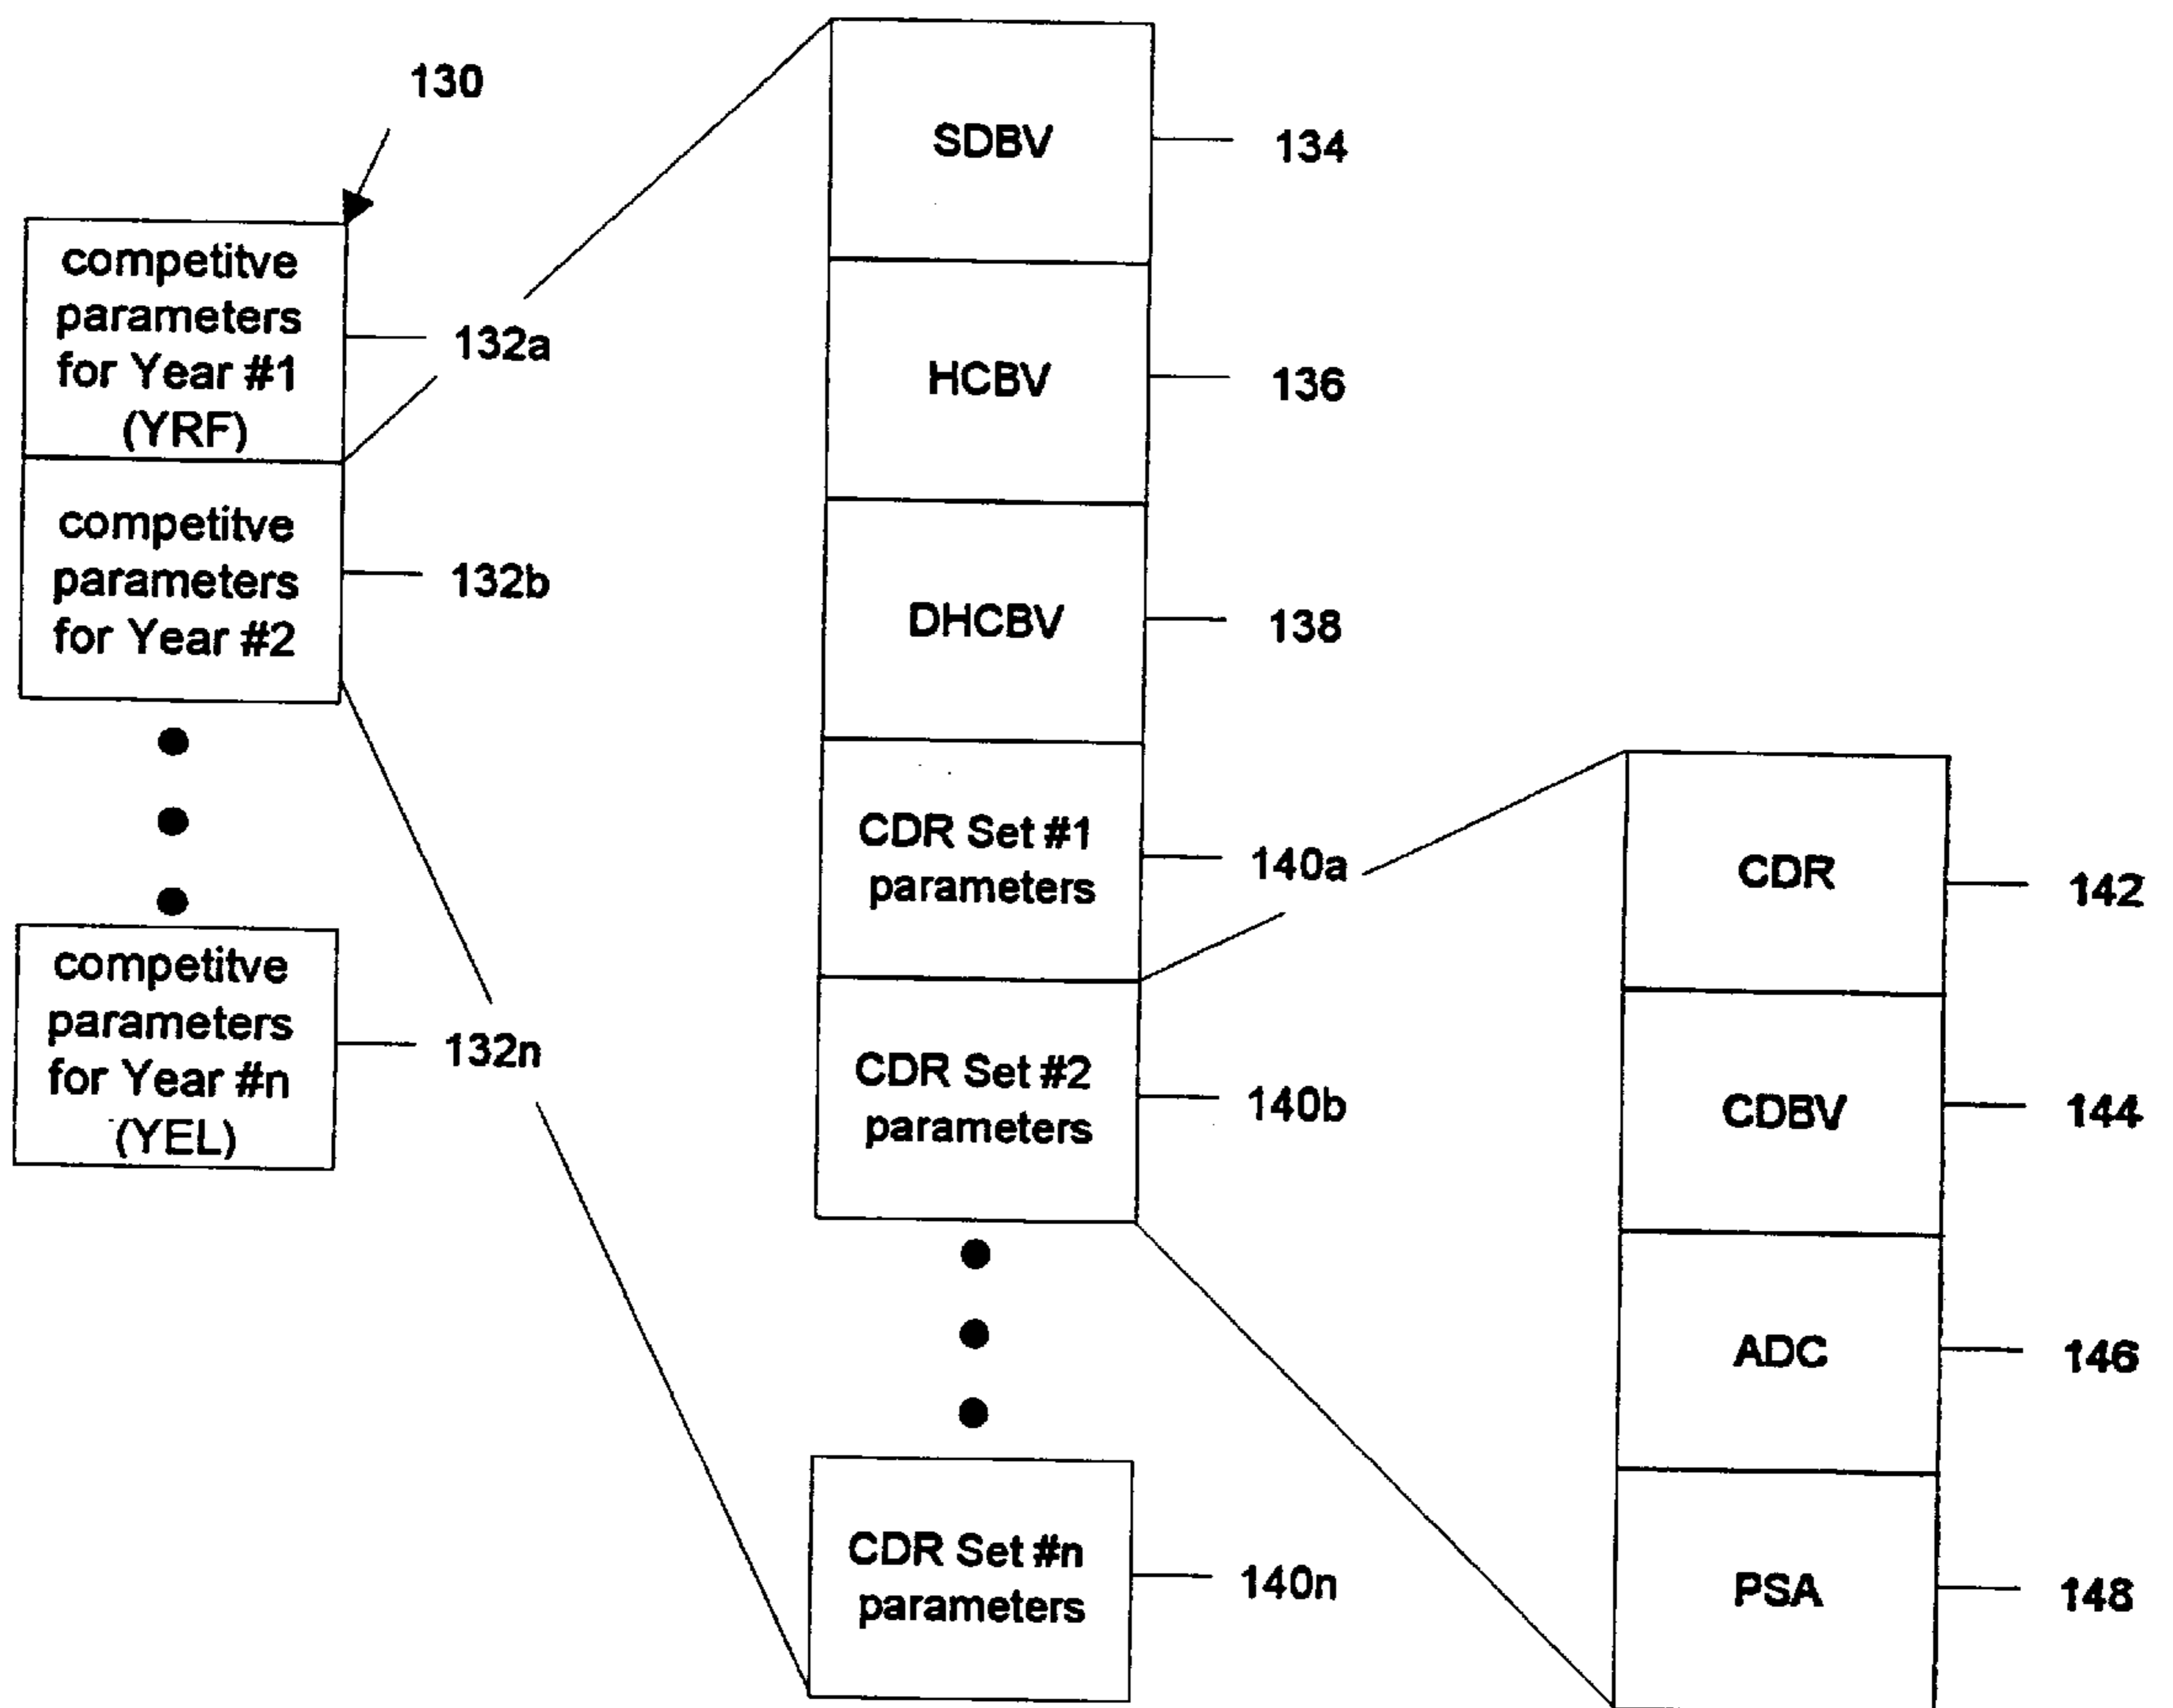 130
competitve
parameters
for Year #1
(YRF)
132a
competitve
parameters
for Year #2
132b
competitve
parameters
for Year #n
(YEL)
132n
SDBV
134
HCBV
136
DHCBV
138
CDR Set #1
parameters
140a
CDR Set #2
parameters
140b
CDR Set #n
parameters
140n
CDR
142
CDBV
144
ADC
146
PSA
148